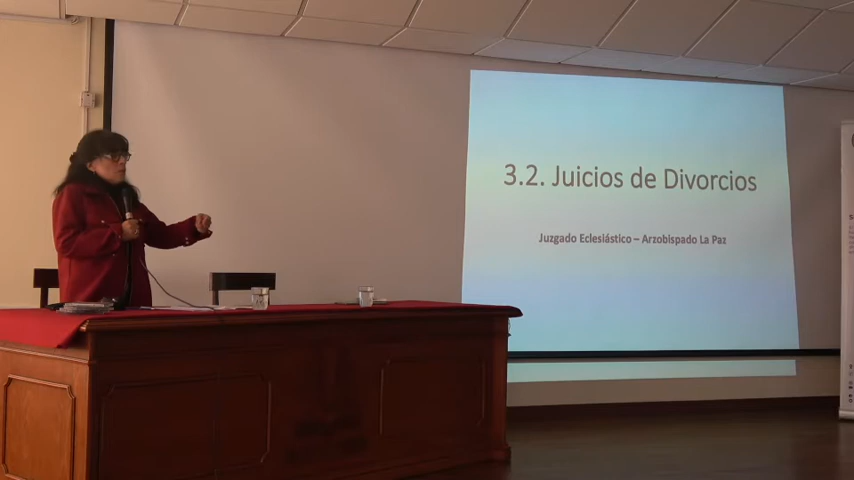 3.2. Juicios de Divorcios
Juzgado Eclesiástico – Arzobispado La Paz